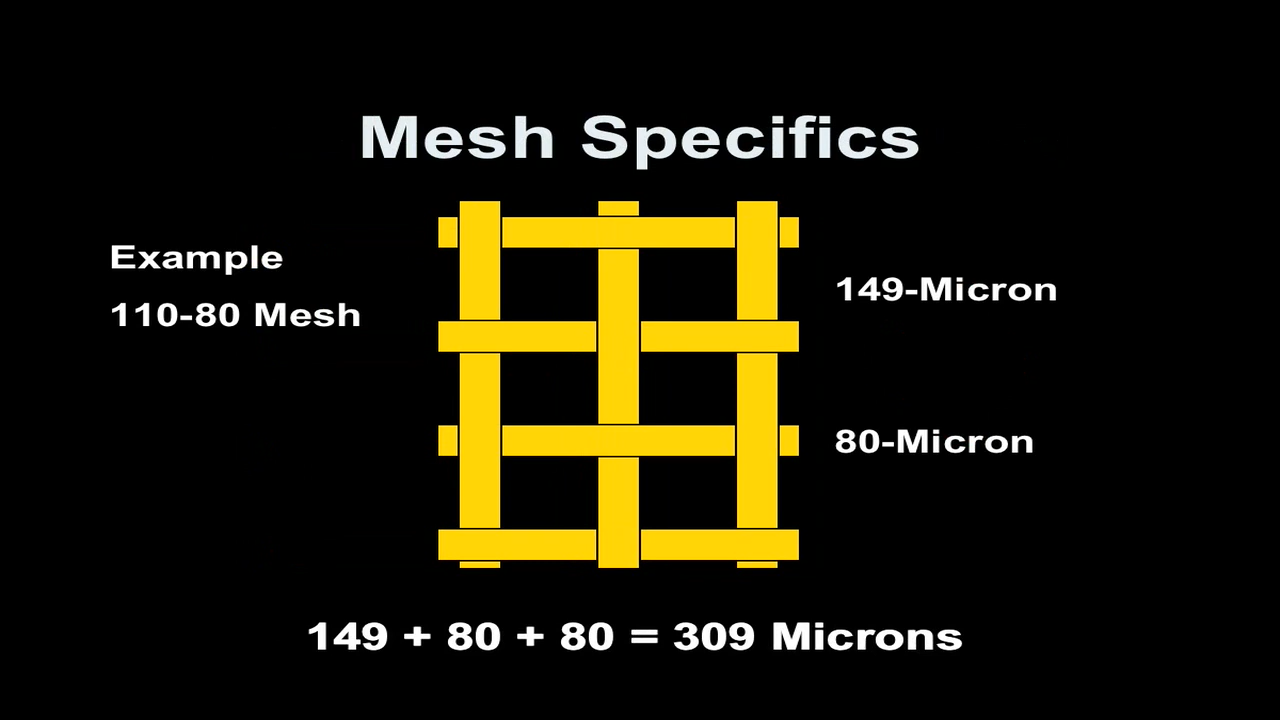 Mesh Specifics
Example
110-80 Mesh
149-Micron
80-Micron
149 + 80 + 80 = 309 Microns